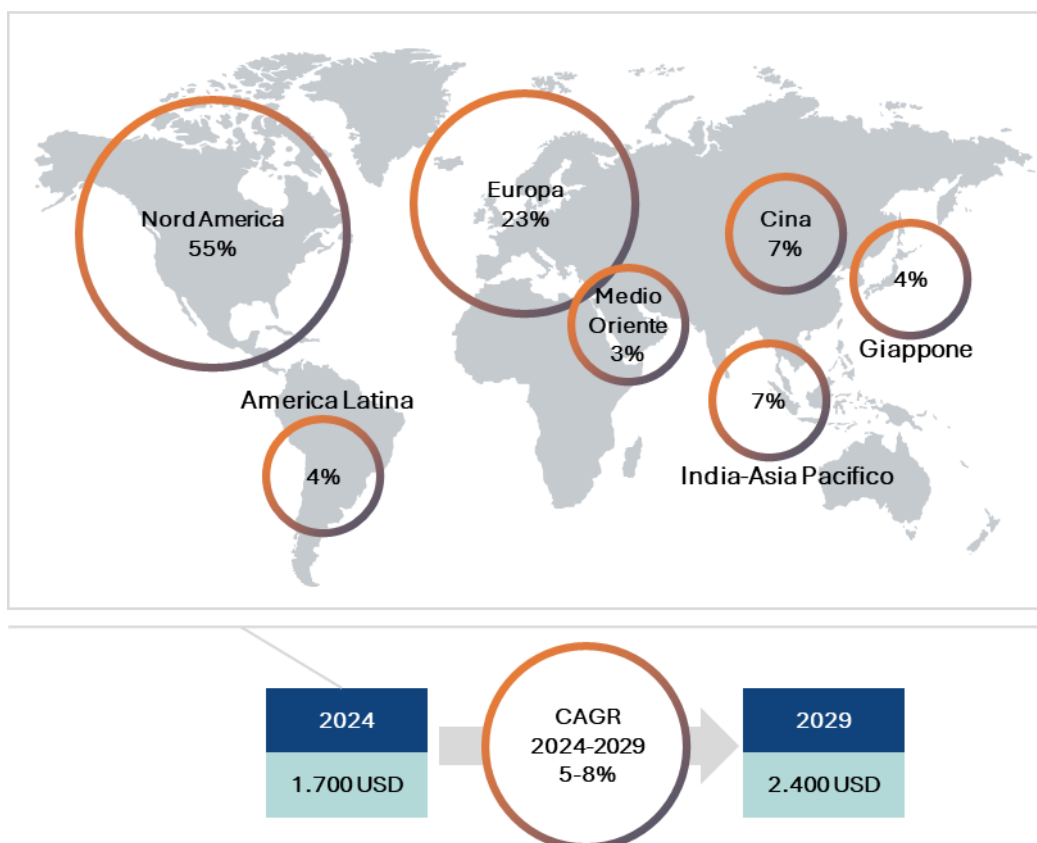 Nord America
55%
Europa
23%
Medio
Oriente
3%
Cina
7%
4%
Giappone
7%
India-Asia Pacifico
America Latina
4%
2024
1.700 USD
CAGR
2024-2029
5-8%
2029
2.400 USD